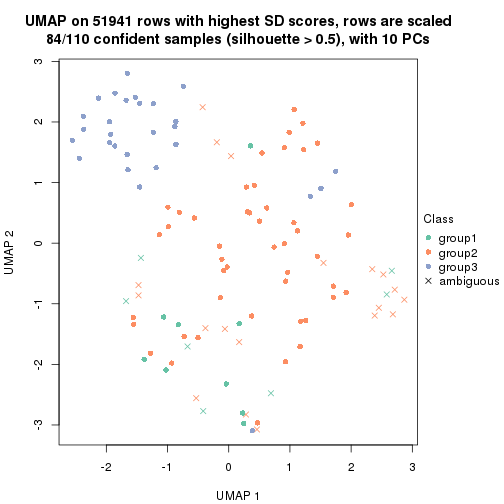 UMAP on 51941 rows with highest SD scores, rows are scaled
84/110 confident samples (silhouette > 0.5), with 10 PCs
3
2
1
0
-1
-2
-3
UMAP 2
-2
-1
0
1
2
3
UMAP 1
Class
group1
group2
group3
ambiguous